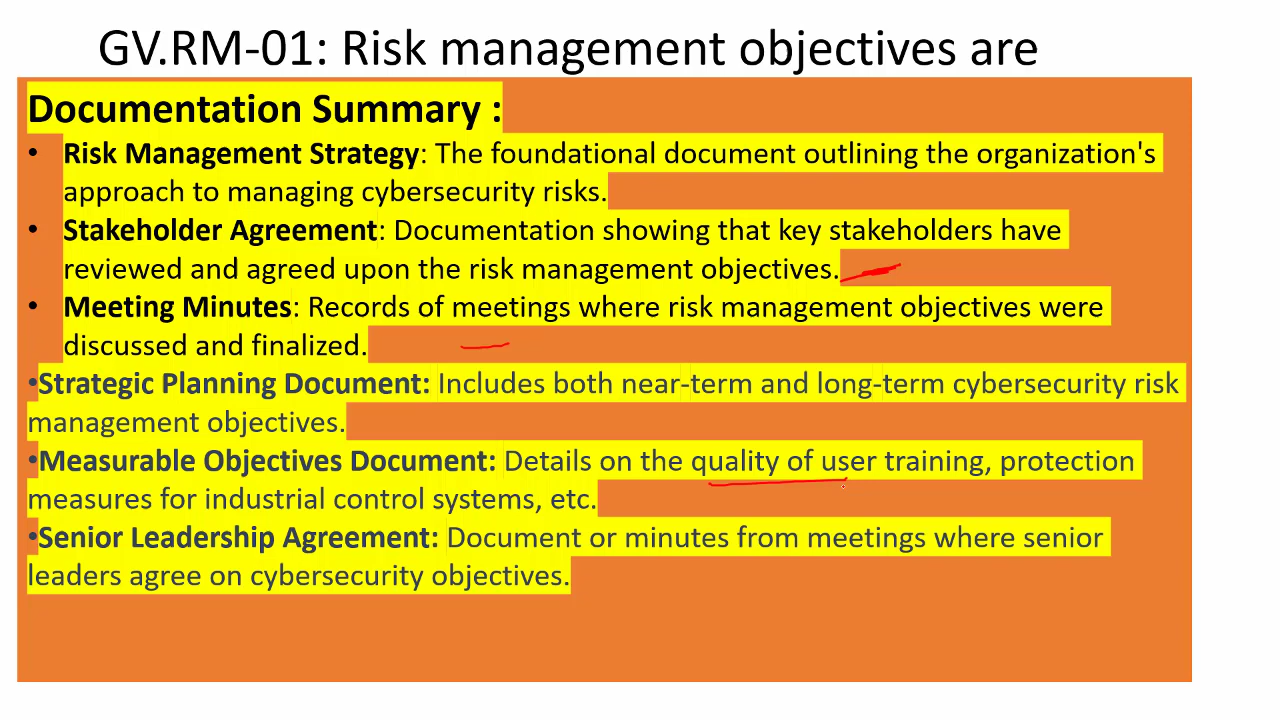 GV.RM-01: Risk management objectives are
Documentation Summary :
• Risk Management Strategy: The foundational document outlining the organization's
approach to managing cybersecurity risks.
• Stakeholder Agreement: Documentation showing that key stakeholders have
reviewed and agreed upon the risk management objectives.
• Meeting Minutes: Records of meetings where risk management objectives were
discussed and finalized.
•Strategic Planning Document: Includes both near-term and long-term cybersecurity risk
management objectives.
•Measurable Objectives Document: Details on the quality of user training, protection
measures for industrial control systems, etc.
•Senior Leadership Agreement: Document or minutes from meetings where senior
leaders agree on cybersecurity objectives.